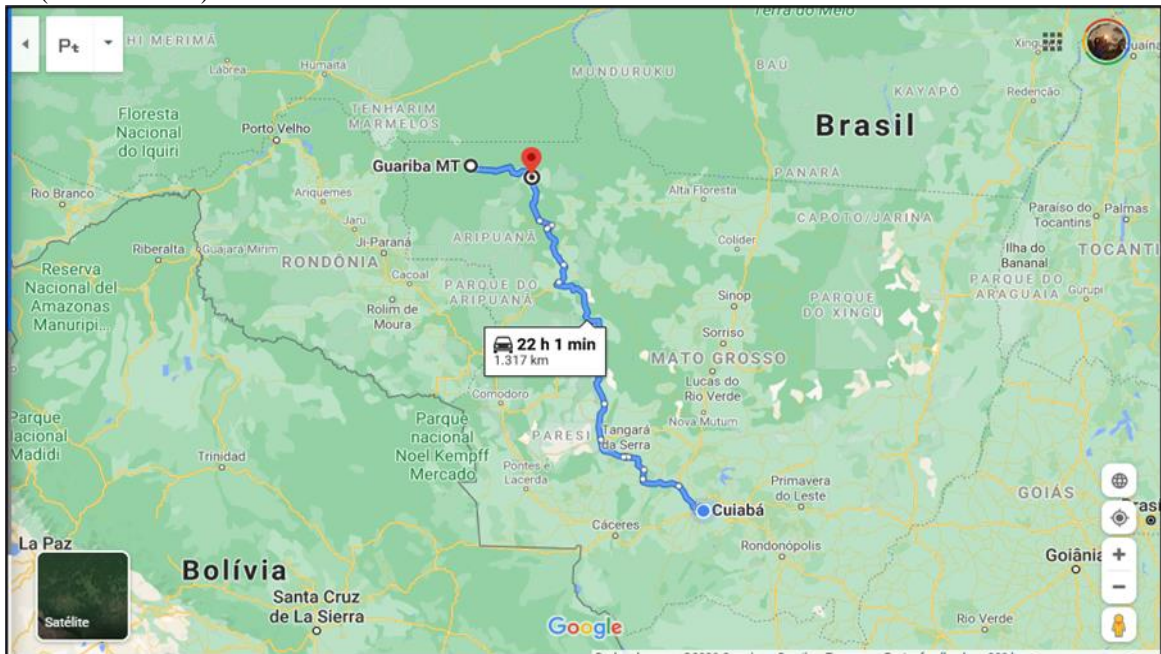 Pt
HI MERIMÃ
Terra do Meio
Xing
Lábrea
Humaitá
MUNDURUKU
BAU
KAYAPÓ
Redenção
Floresta
Nacional
do Iquiri
TENHARIM
MARMELOS
Porto Velho
Brasil
Guariba MT
PANARÁ
Rio Branco
Ariquemes
Alta Floresta
CAPOTO/JARINA
Paraíso do
Tocantins
Palmas
Jaru
Riberalta
Guajará-Mirim
Ji-Paraná
ARIPUANÃ
Colíder
Ilha do
Bananal
TOCANTI
RONDÔNIA
Cacoal
PARQUE DO
ARIPUANÃ
PARQUE DO
ARAGUAIA
Gurupi
Reserva
Nacional del
Amazonas
Manuripi...
Rolim de
Moura
Sinop
PARQUE
DO XINGU
Sorriso
22 h 1 min
1.317 km
MATO GROSSO
Lucas do
Rio Verde
Comodoro
Nova Mutum
Parque
nacional
Noel Kempff
Mercado
PARESI
Tangará
da Serra
Parque
Nacional
Madidi
Trinidad
Pontes e
Lacerda
Primavera
do Leste
GOIÁS
Cuiabá
Brasí
Cáceres
La Paz
Rondonópolis
Goiânia
Bolívia
Santa Cruz
de La Sierra
Satélite
Google
Rio Verde